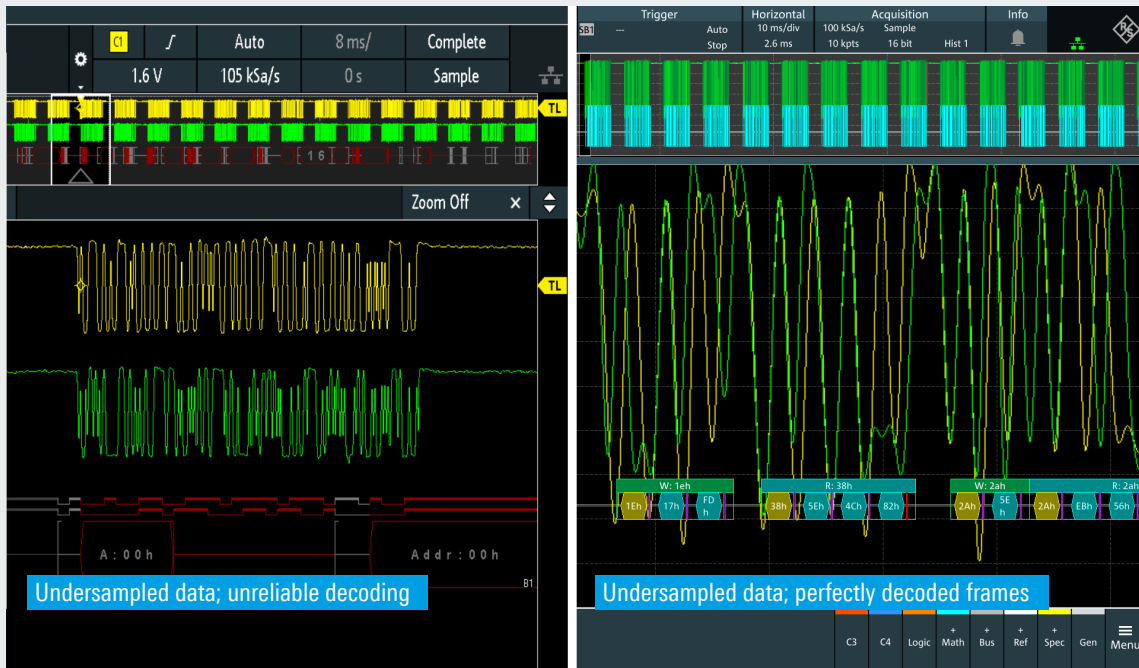 C1 Auto 8 ms/ Complete
1.6 V 105 kSa/s 0 s Sample
TL
16
Zoom Off ×
TL
A:00h Addr:00h
B1
Undersampled data; unreliable decoding
Trigger Horizontal Acquisition Info
SB1 --- Auto 10 ms/div 100 kSa/s Sample
Stop 2.6 ms 10 kpts 16 bit Hist 1
R&S
W: 1eh R: 38h W: 2ah R: 2ah
1Eh 17h FD h 38h 5Eh 4Ch 82h 2Ah 5E h 2Ah EBh 56h
Undersampled data; perfectly decoded frames
C3 C4 Logic + Math + Bus + Ref + Spec Gen Menu